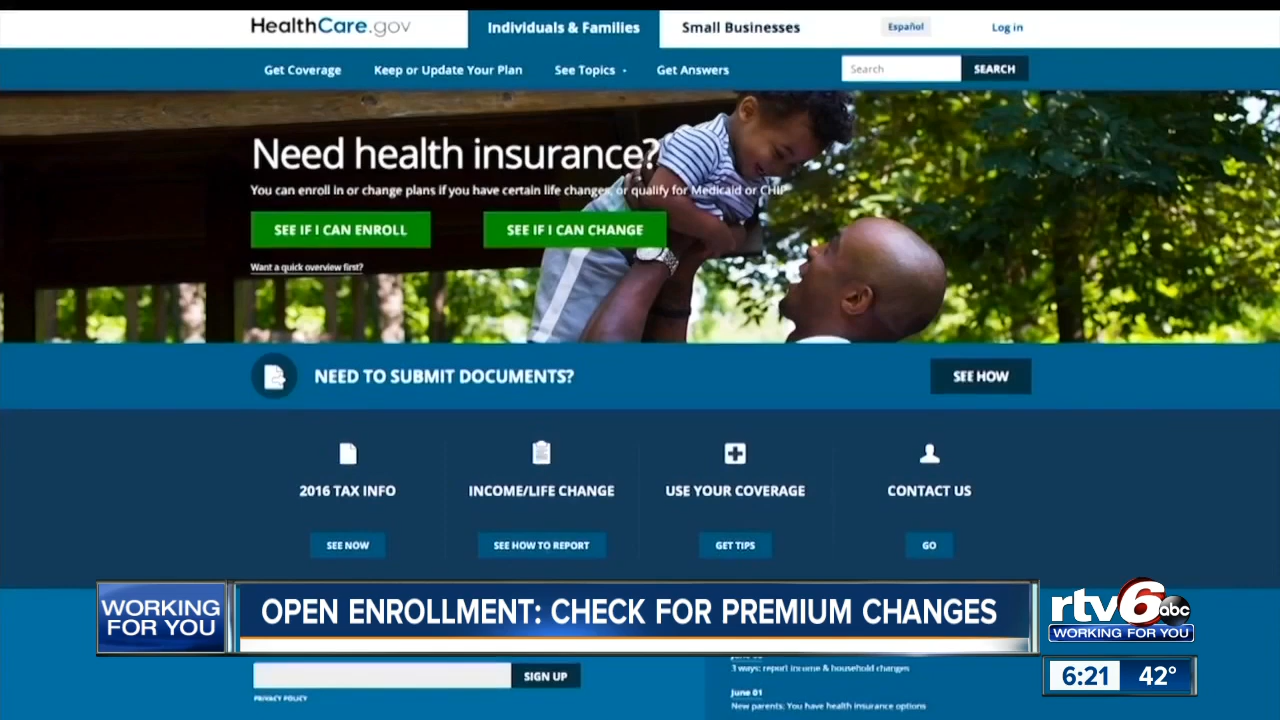 HealthCare.gov
Individuals & Families
Small Businesses
Español
Log in
Get Coverage
Keep or Update Your Plan
See Topics
Get Answers
Search
SEARCH
Need health insurance?
You can enroll in or change plans if you have certain life changes, or qualify for Medicaid or CHIP
SEE IF I CAN ENROLL
SEE IF I CAN CHANGE
Want a quick overview first?
NEED TO SUBMIT DOCUMENTS?
SEE HOW
2016 TAX INFO
INCOME/LIFE CHANGE
USE YOUR COVERAGE
CONTACT US
SEE NOW
SEE HOW TO REPORT
GET TIPS
GO
WORKING
FOR YOU
OPEN ENROLLMENT: CHECK FOR PREMIUM CHANGES
rtv6 abc
WORKING FOR YOU
3 ways: report income & household changes
SIGN UP
6:21 42°
PRIVACY POLICY
June 01
New parents: You have health insurance options